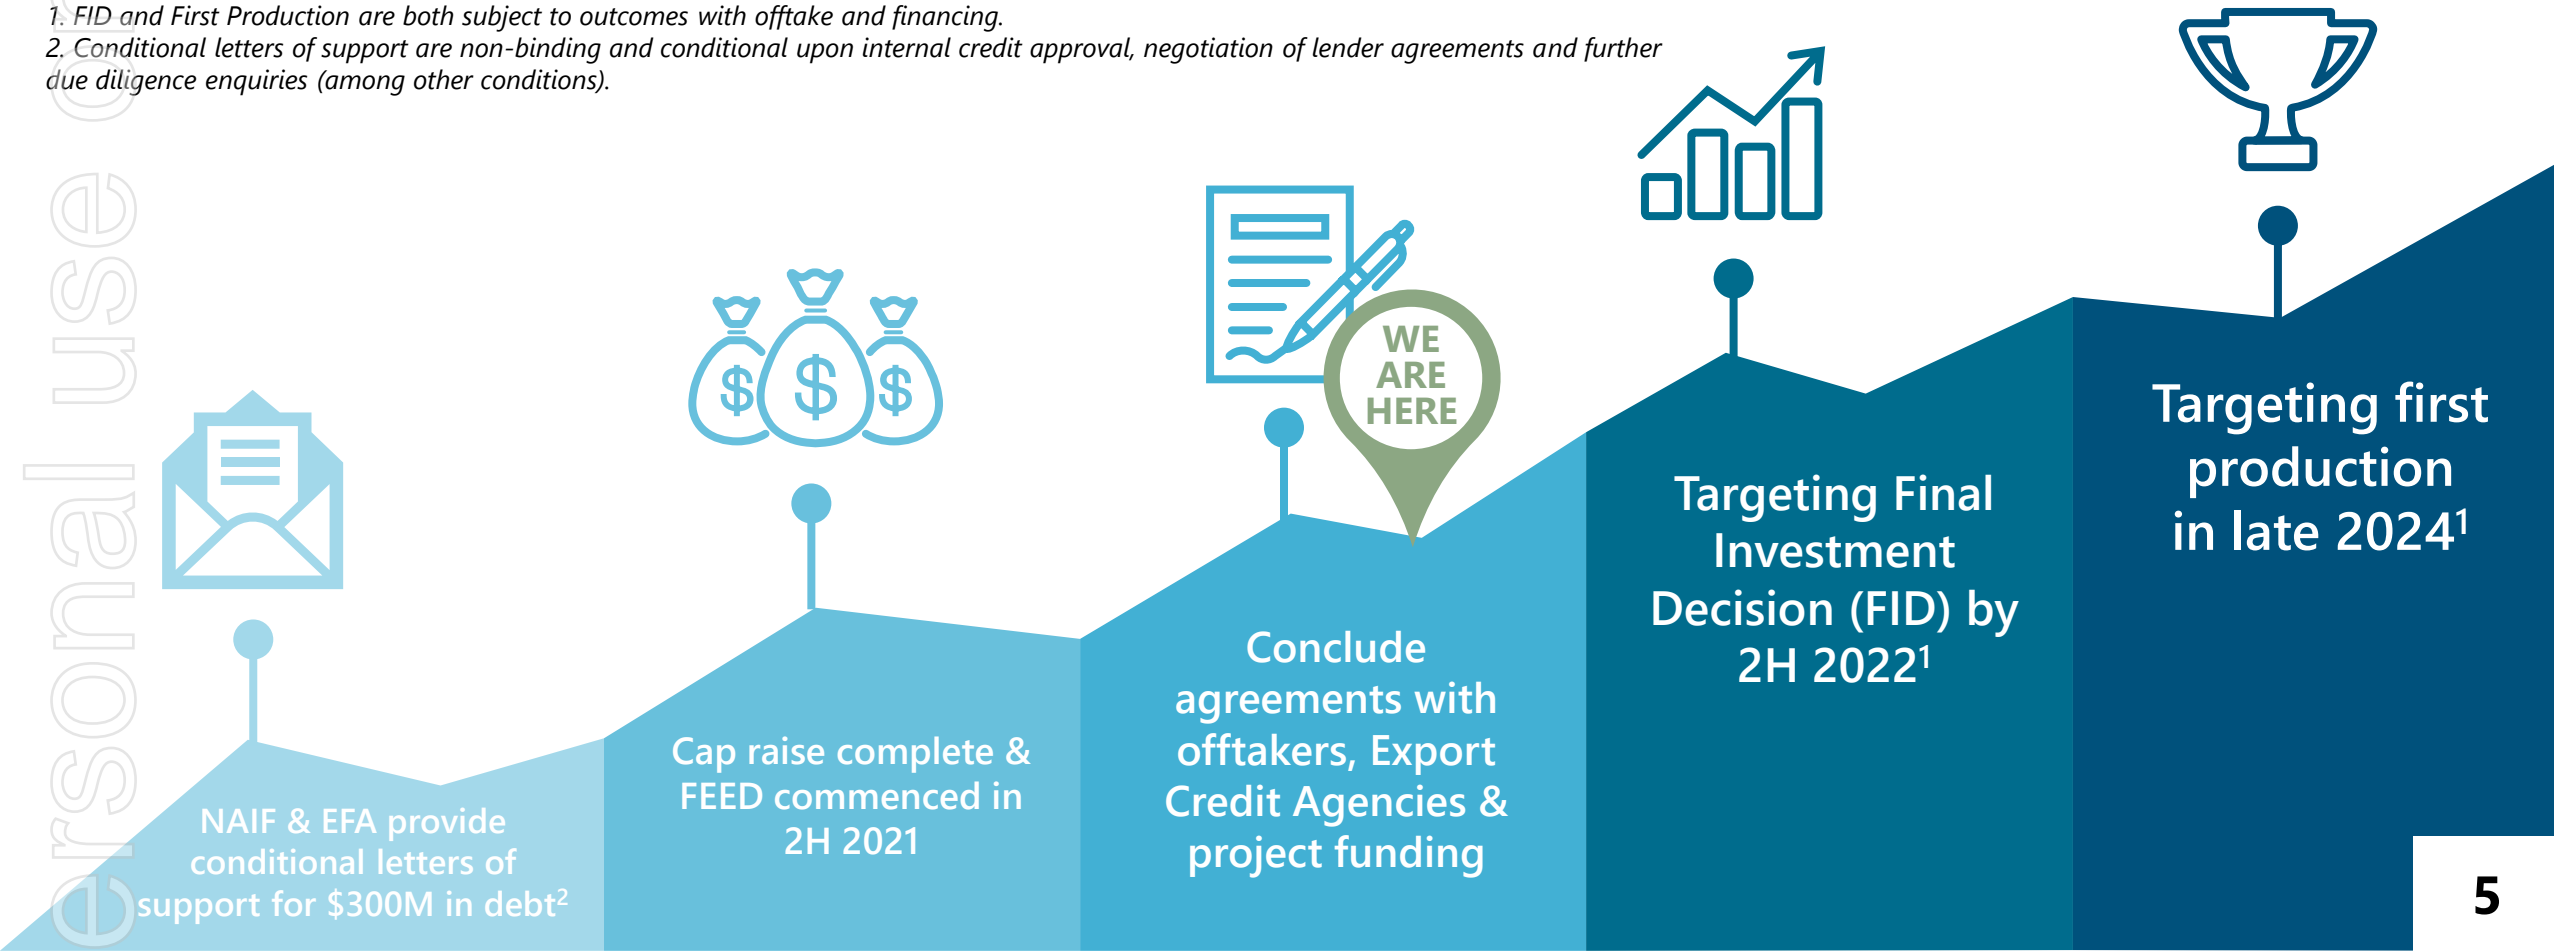 1. FID and First Production are both subject to outcomes with offtake and financing.
2. Conditional letters of support are non-binding and conditional upon internal credit approval, negotiation of lender agreements and further
due diligence enquiries (among other conditions).
ersonal use on
$ $ $
WE
ARE
HERE
NAIF & EFA provide
conditional letters of
support for $300M in debt²
Cap raise complete &
FEED commenced in
2H 2021
Conclude
agreements with
offtakers, Export
Credit Agencies &
project funding
Targeting Final
Investment
Decision (FID) by
2H 2022¹
Targeting first
production
in late 2024¹
5